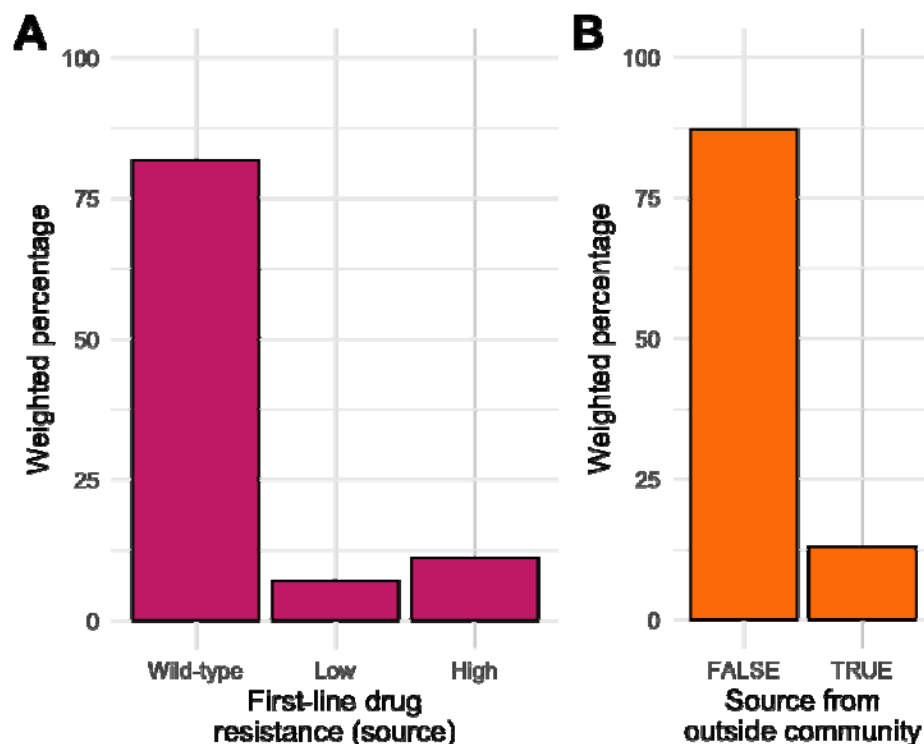 A
Weighted percentage
100
75
50
25
0
Wild-type Low High
First-line drug
resistance (source)
B
Weighted percentage
100
75
50
25
0
FALSE TRUE
Source from
outside community